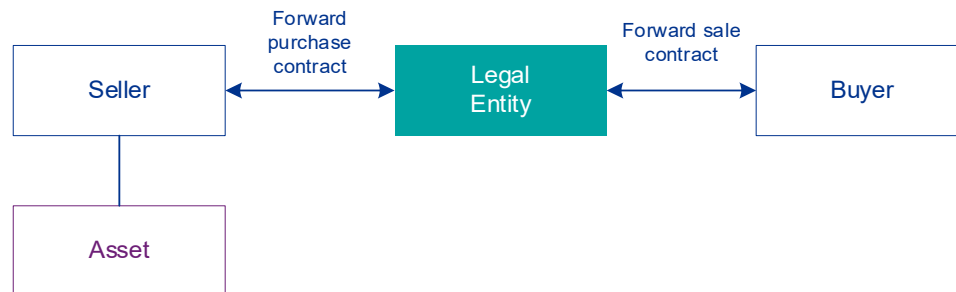 Forward
purchase
contract
Forward sale
contract
Seller
Legal
Entity
Buyer
Asset